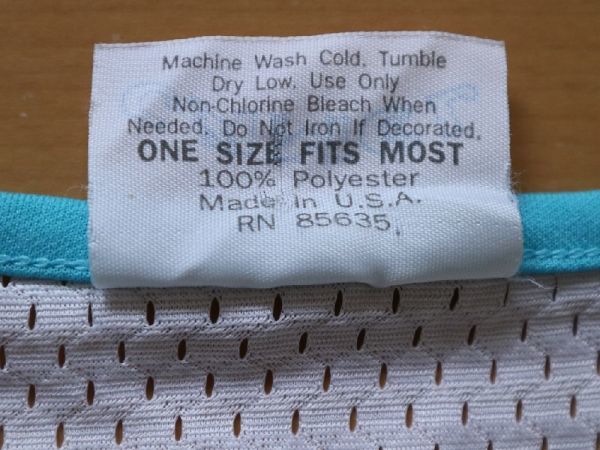 Machine Wash Cold, Tumble
Dry Low, Use Only
Non-Chlorine Bleach When
Needed. Do Not Iron If Decorated.
ONE SIZE FITS MOST
100% Polyester
Made in U.S.A.
RN 85635.